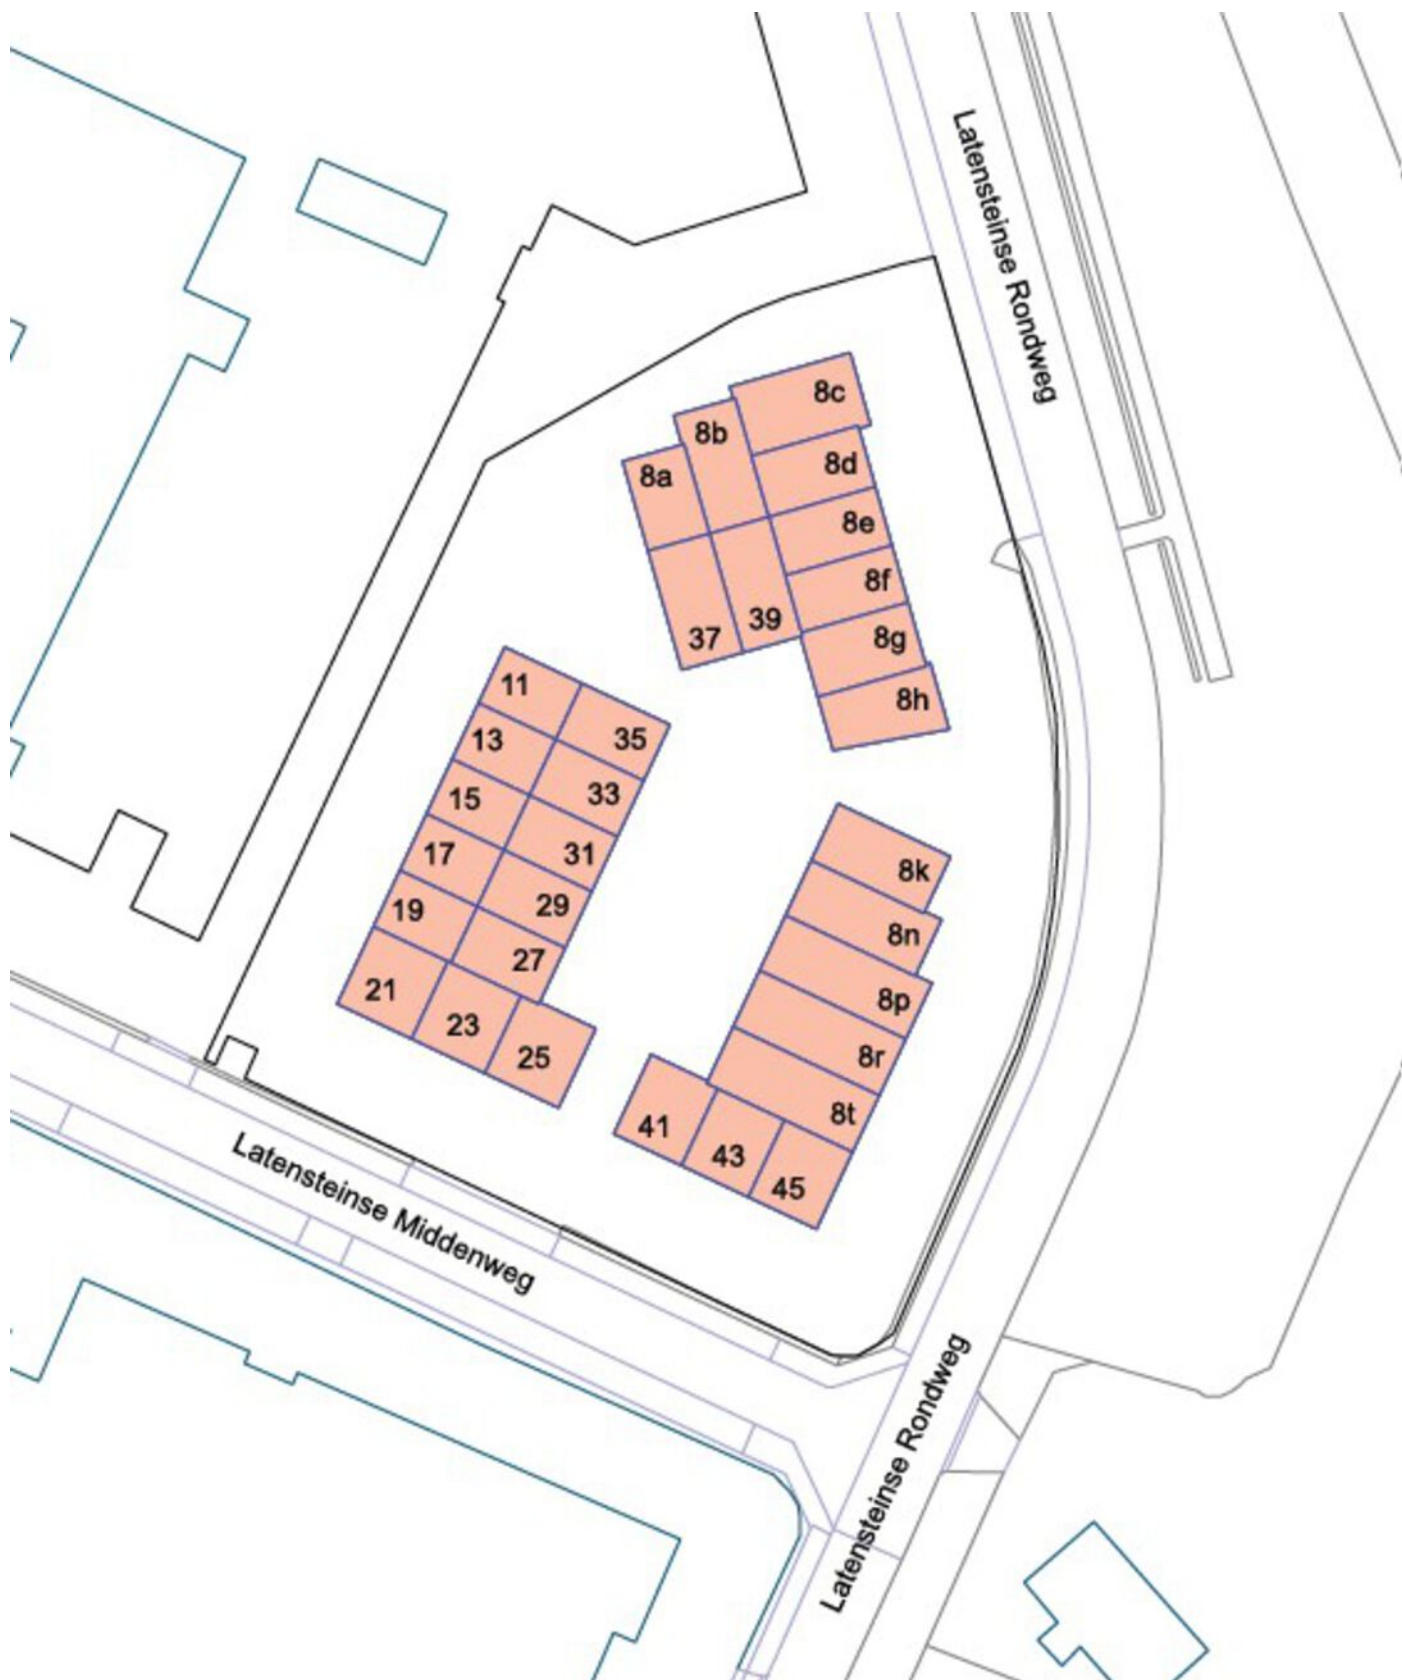 Latensteinse Rondweg
8c
8b
8d
8a
8e
8f
39
37
8g
8h
11
35
13
33
15
31
17
8k
29
19
8n
27
21
8p
23
25
8r
8t
41
43
45
Latensteinse Middenweg
Latensteinse Rondweg